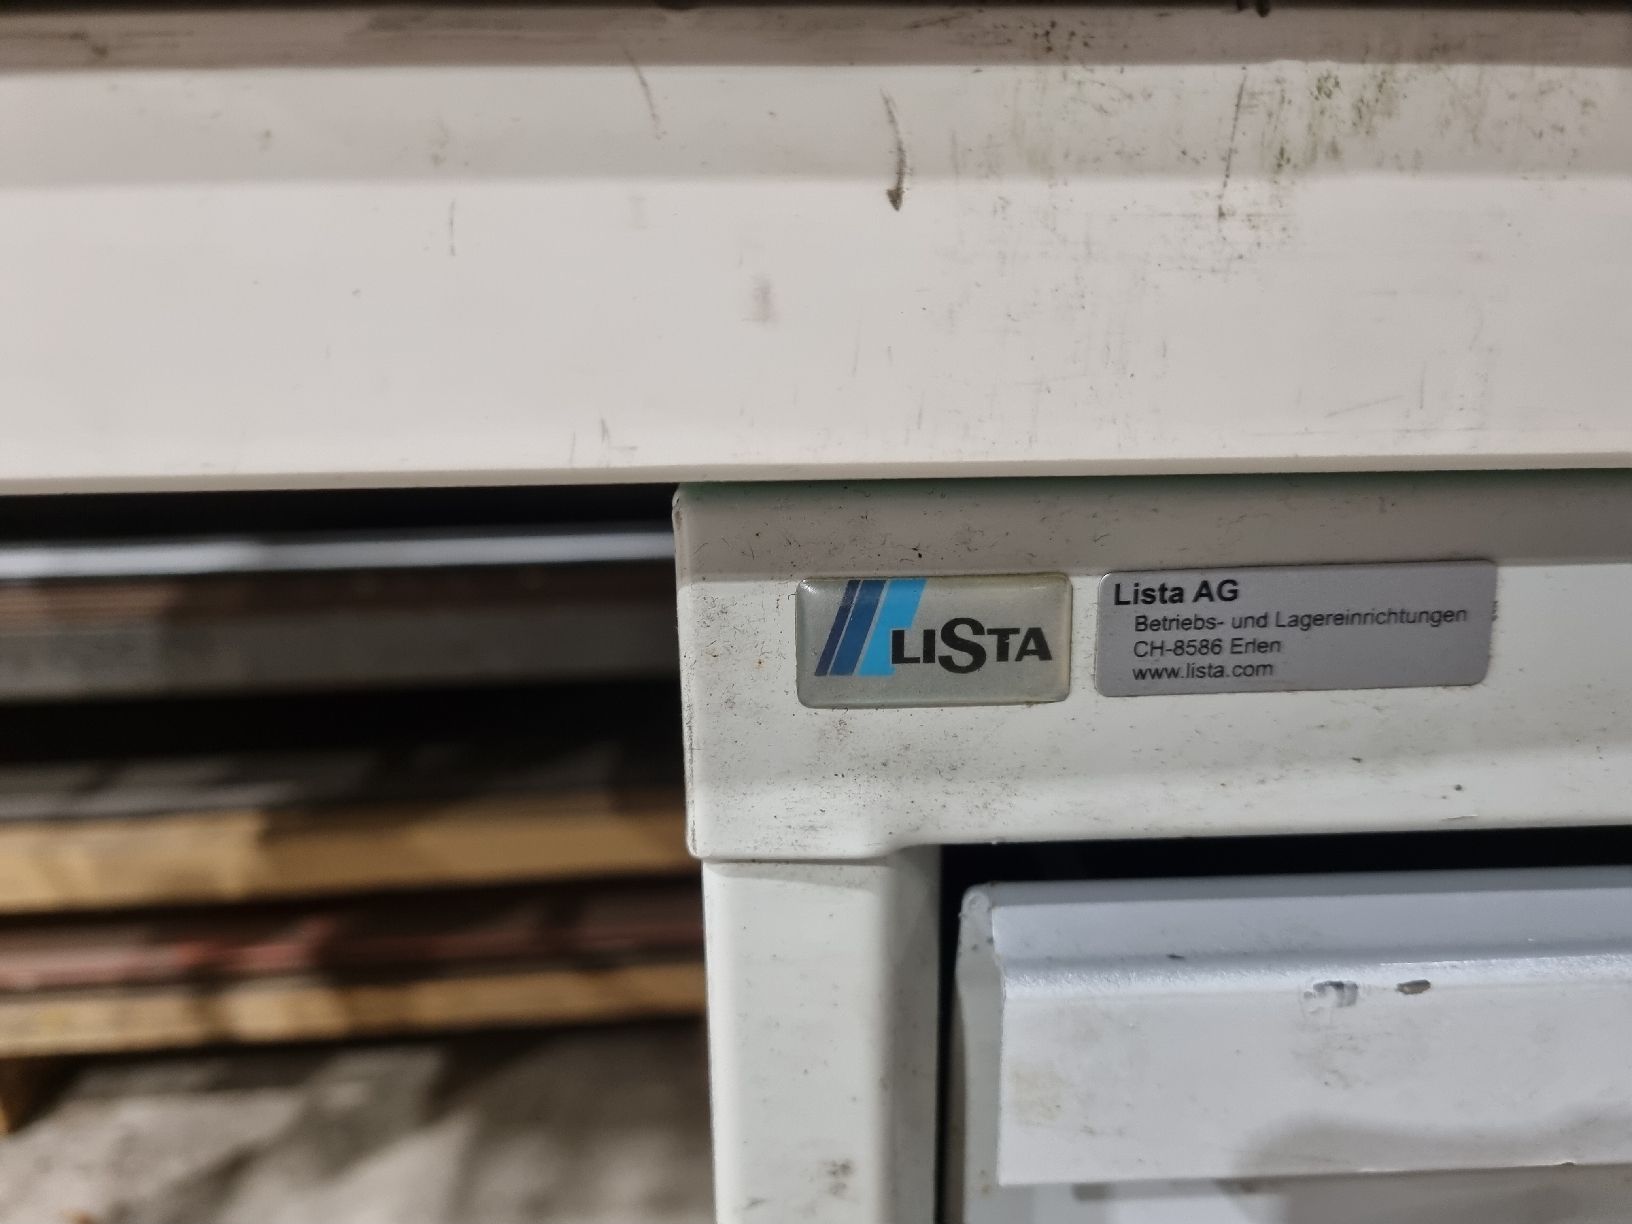 LISTA
Lista AG
Betriebs- und Lagereinrichtungen
CH-8586 Erlen
www.lista.com